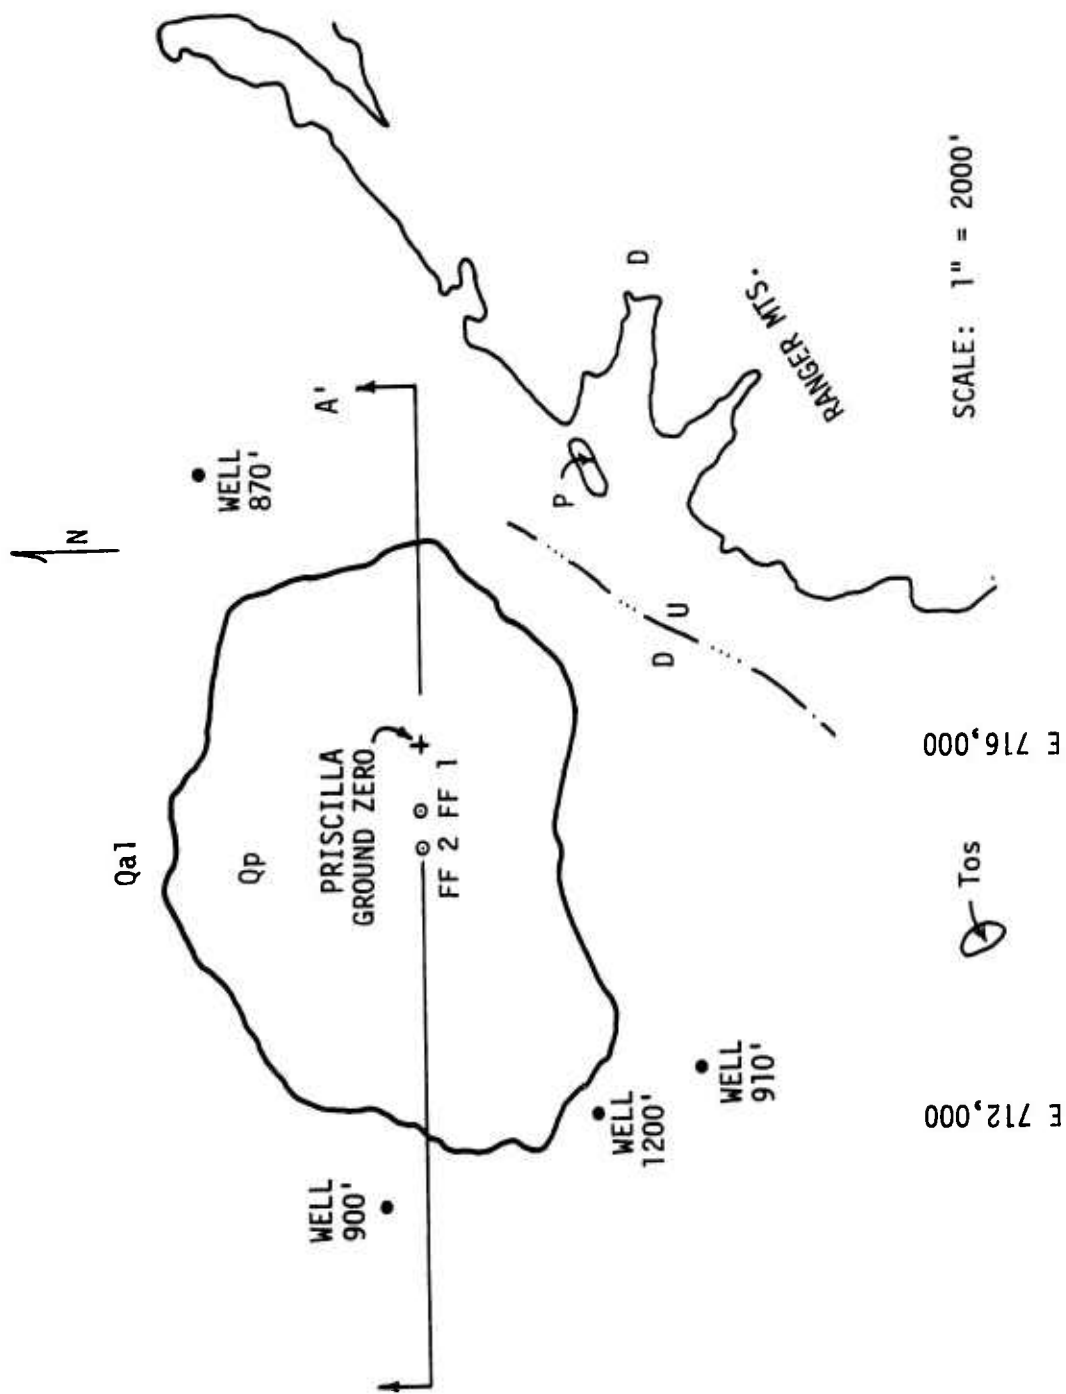 N
Qal
Qp
WELL
870'
A'
PRISCILLA
GROUND ZERO
FF 2 FF 1
WELL
900'
WELL
1200'
WELL
910'
P
D
D U
RANGER MTS.
Tos
SCALE: 1" = 2000'
E 712,000
E 716,000